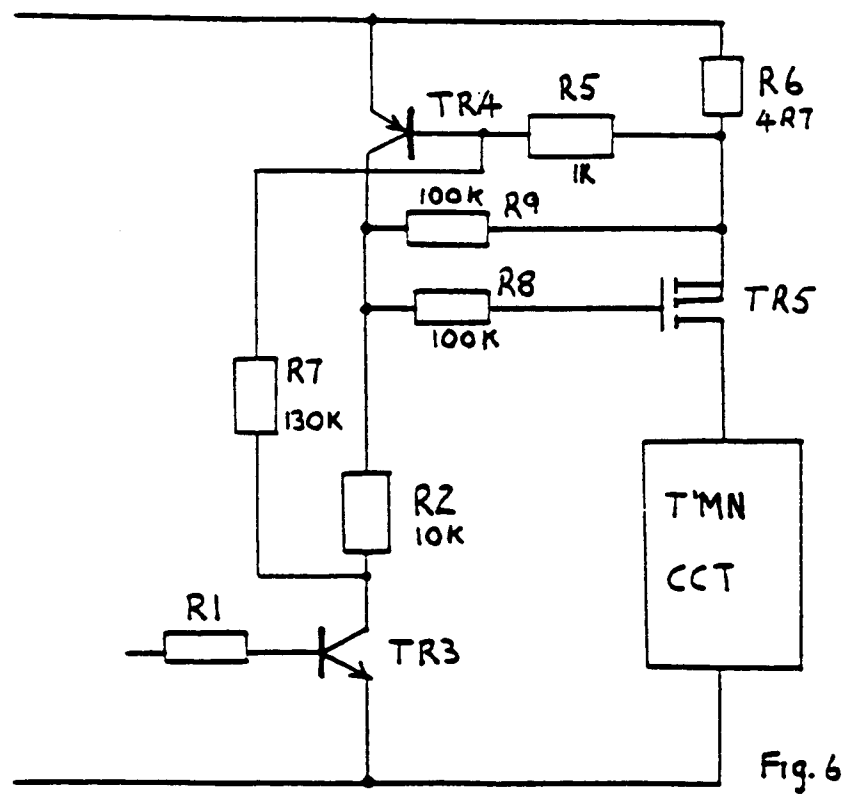 R6
4R7
TR4
R5
1K
100K
R9
R8
100K
TR5
R7
130K
R2
10K
T'MN
CCT
R1
TR3
Fig. 6